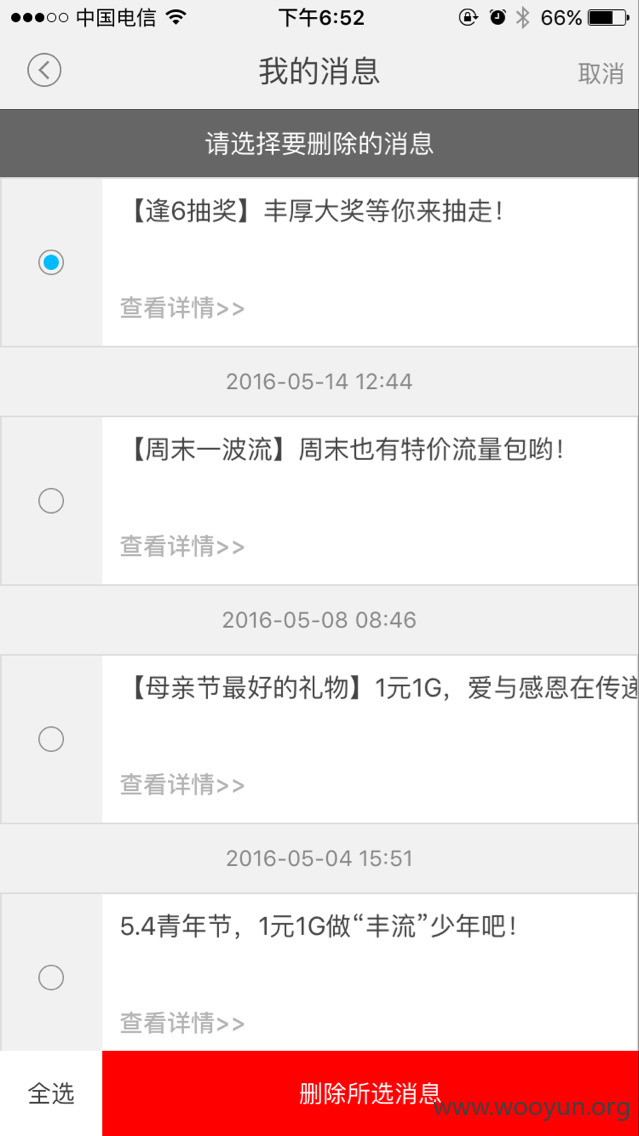 中国电信 下午6:52 66%
我的消息 取消
请选择要删除的消息
【逢6抽奖】丰厚大奖等你来抽走！
查看详情>>
2016-05-14 12:44
【周末一波流】周末也有特价流量包哟！
查看详情>>
2016-05-08 08:46
【母亲节最好的礼物】1元1G，爱与感恩在传递
查看详情>>
2016-05-04 15:51
5.4青年节，1元1G做“丰流”少年吧！
查看详情>>
全选 删除所选消息
www.wooyun.org